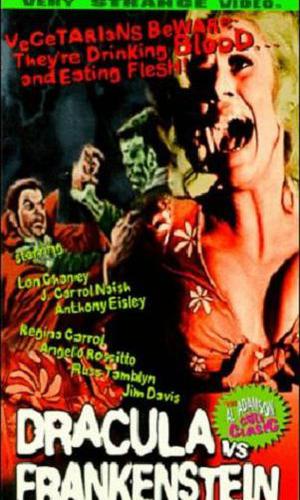 VERY STRANGE VIDEO
VEGETARIANS BEWARE...
They're DRINKING BLOOD...
...and Eating Flesh
starring
Lon Chaney
J. Carrol Naish
Anthony Eisley
Regina Carrol
Angelo Rossitto
Russ Tamblyn
Jim Davis
AL ADAMSON
CULT
CLASSIC
DRACULA
VS
FRANKENSTEIN